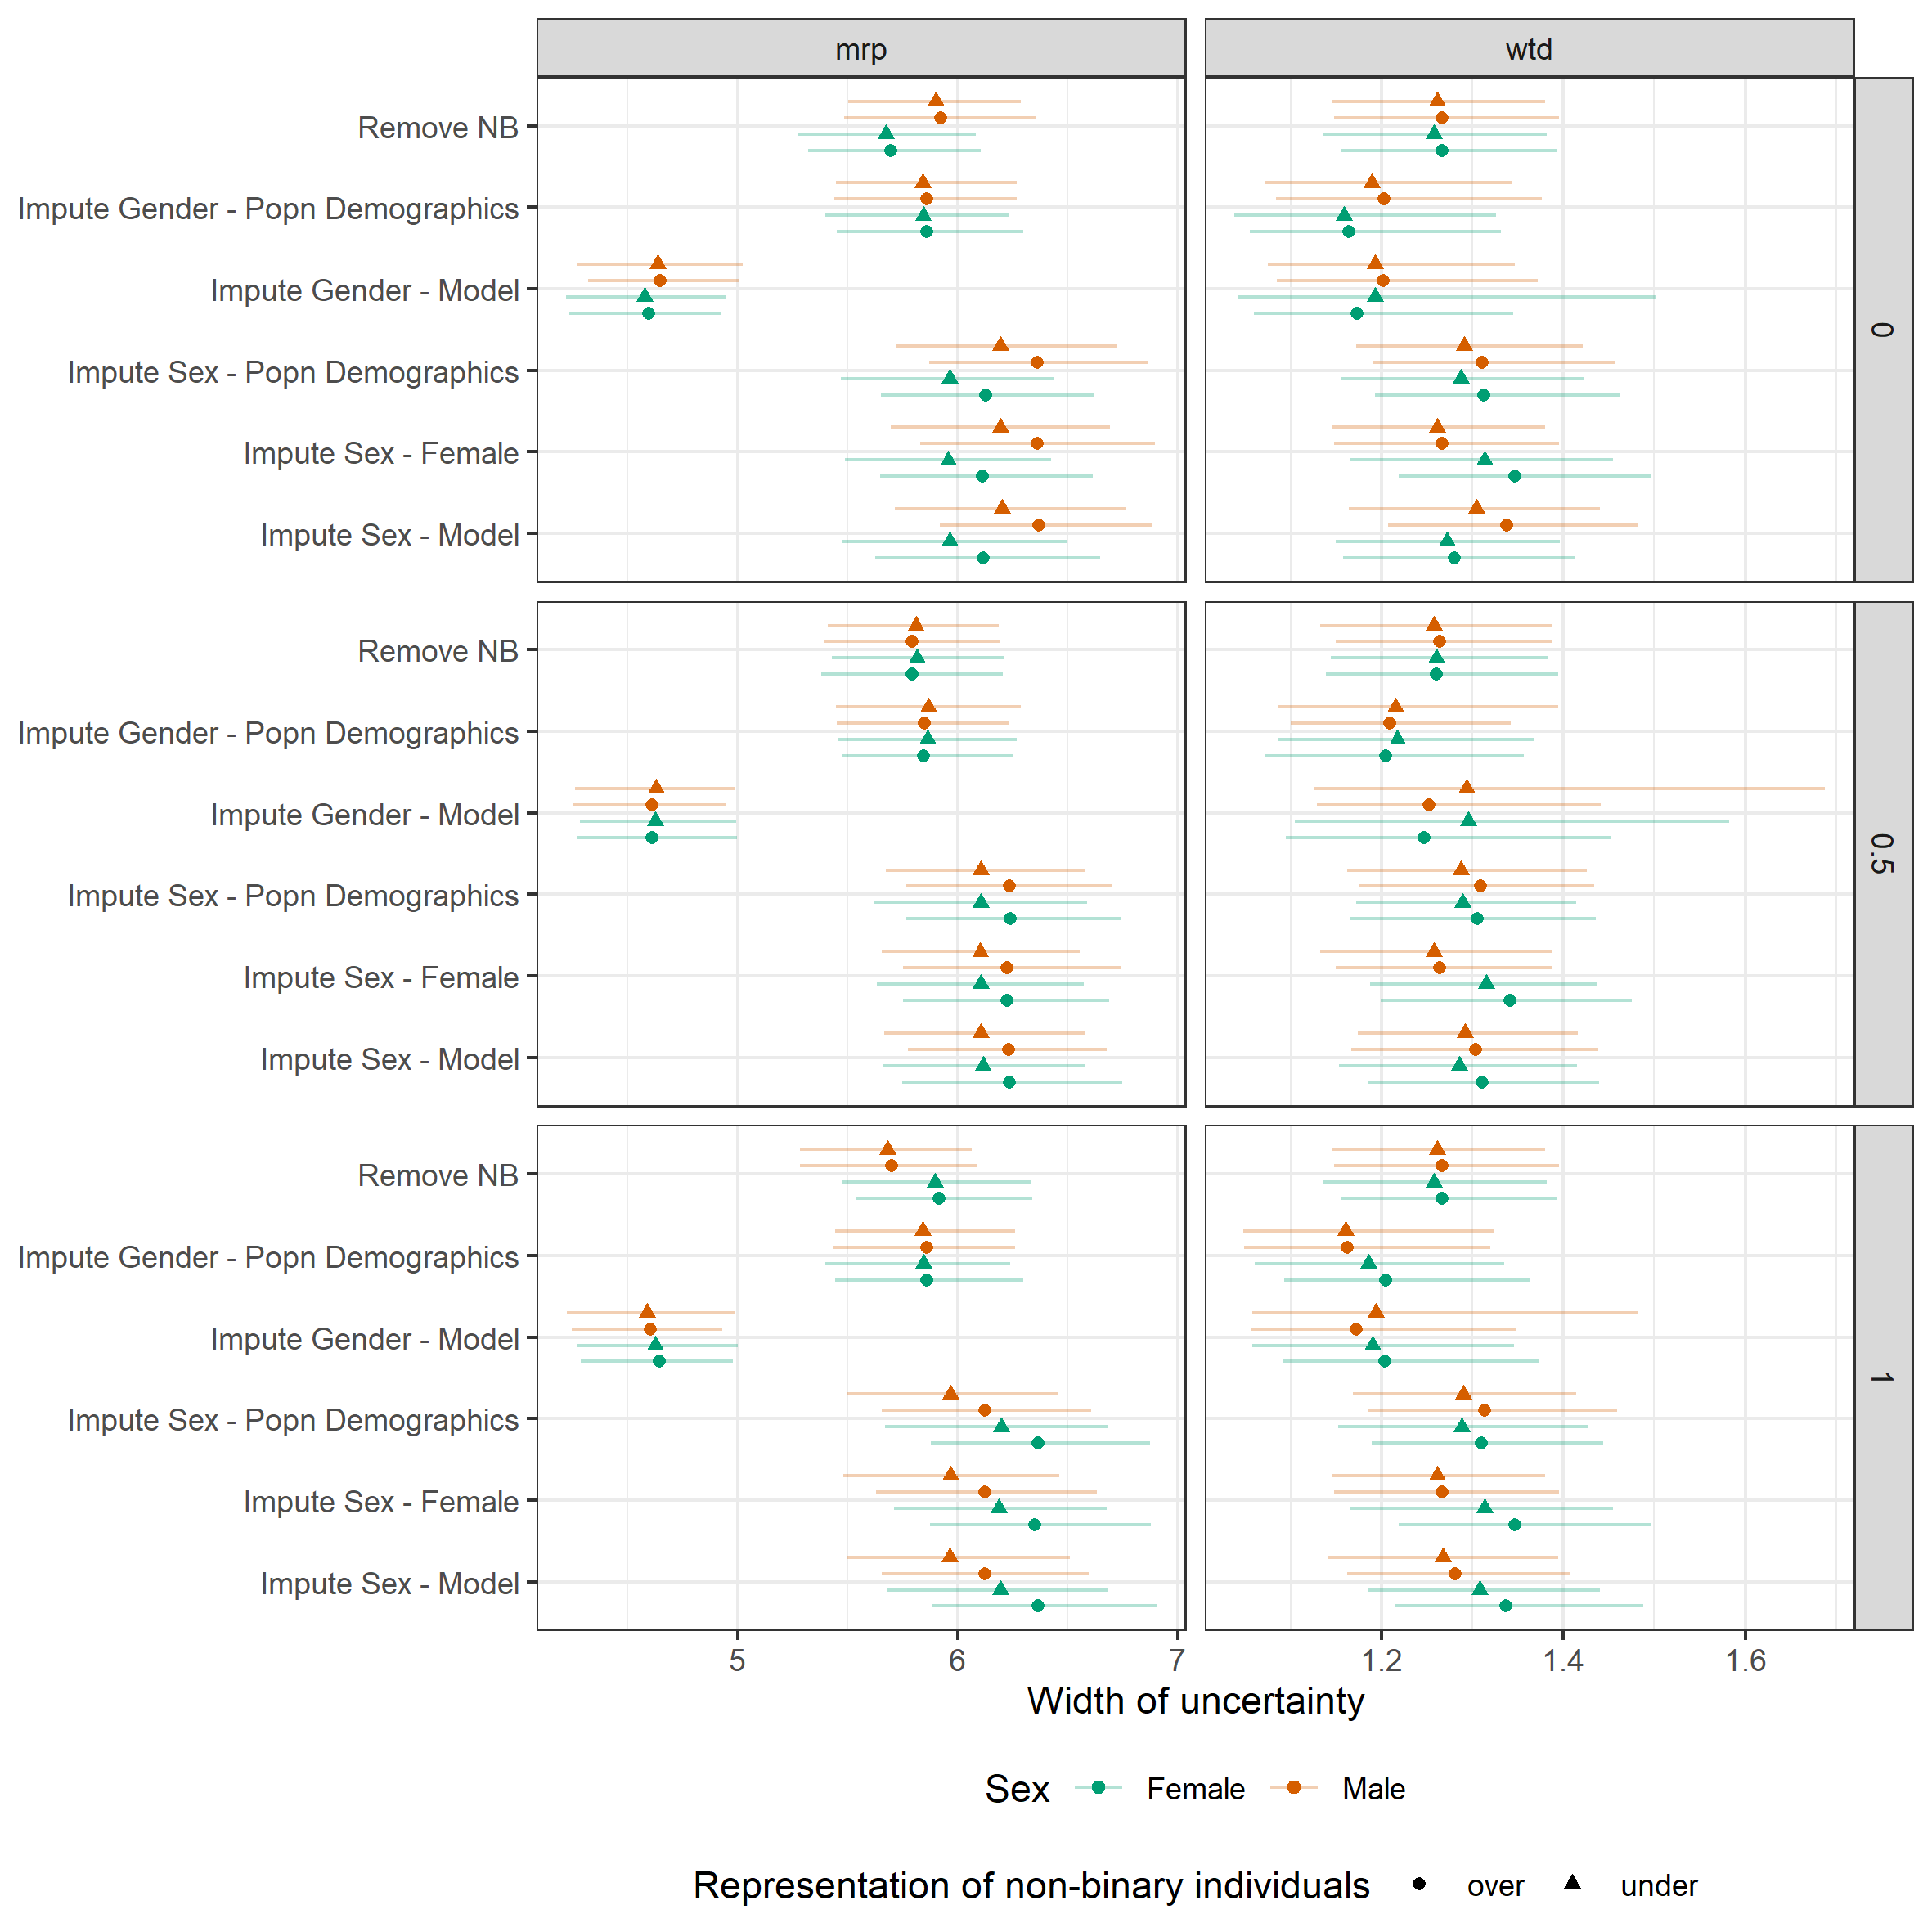 mrp wtd
Remove NB
Impute Gender - Popn Demographics
Impute Gender - Model
Impute Sex - Popn Demographics
Impute Sex - Female
Impute Sex - Model
0
Remove NB
Impute Gender - Popn Demographics
Impute Gender - Model
Impute Sex - Popn Demographics
Impute Sex - Female
Impute Sex - Model
0.5
Remove NB
Impute Gender - Popn Demographics
Impute Gender - Model
Impute Sex - Popn Demographics
Impute Sex - Female
Impute Sex - Model
1
5 6 7 1.2 1.4 1.6
Width of uncertainty
Sex Female Male
Representation of non-binary individuals over under